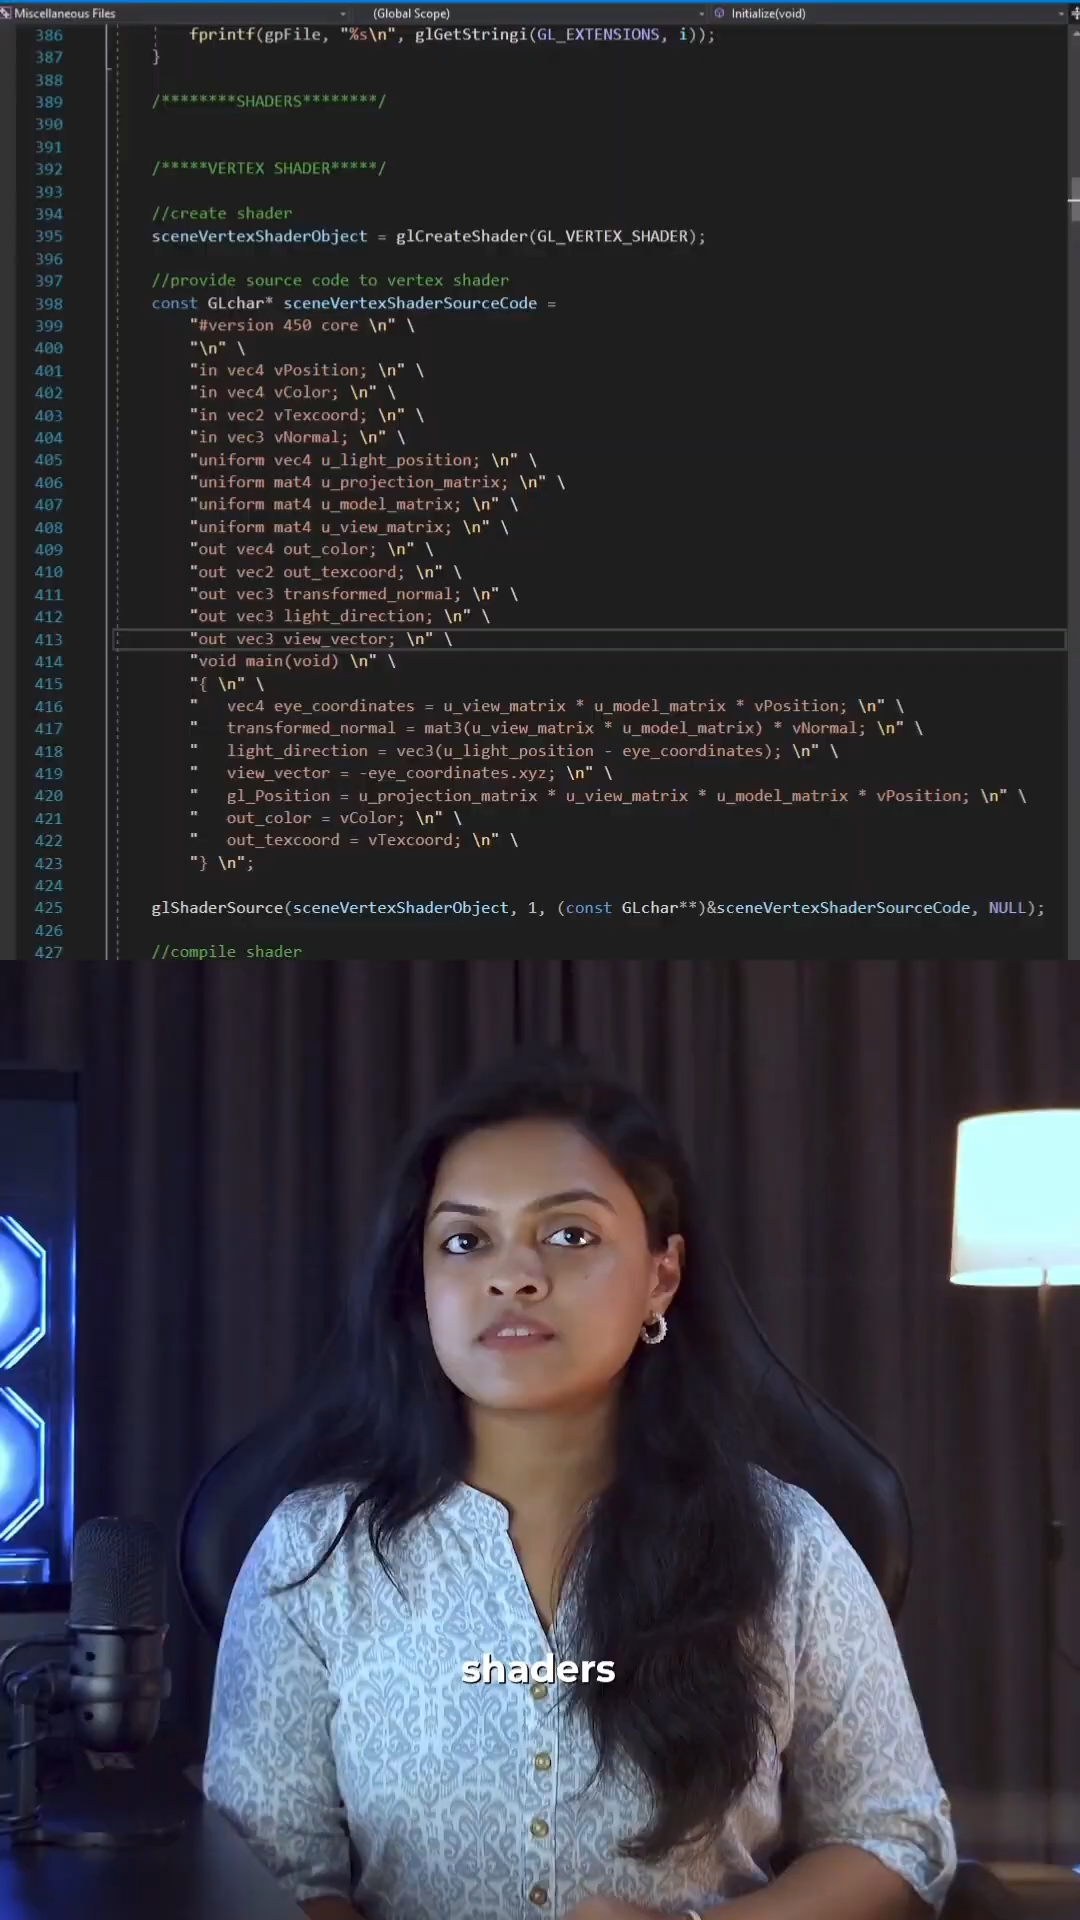 Miscellaneous Files (Global Scope) Initialize(void)
386 fprintf(gpFile, "%s\n", glGetStringi(GL_EXTENSIONS, i));
387 }
388
389 /********SHADERS********/
390
391
392 /*****VERTEX SHADER*****/
393
394 //create shader
395 sceneVertexShaderObject = glCreateShader(GL_VERTEX_SHADER);
396
397 //provide source code to vertex shader
398 const GLchar* sceneVertexShaderSourceCode =
399 "#version 450 core \n" \
400 "\n" \
401 "in vec4 vPosition; \n" \
402 "in vec4 vColor; \n" \
403 "in vec2 vTexcoord; \n" \
404 "in vec3 vNormal; \n" \
405 "uniform vec4 u_light_position; \n" \
406 "uniform mat4 u_projection_matrix; \n" \
407 "uniform mat4 u_model_matrix; \n" \
408 "uniform mat4 u_view_matrix; \n" \
409 "out vec4 out_color; \n" \
410 "out vec2 out_texcoord; \n" \
411 "out vec3 transformed_normal; \n" \
412 "out vec3 light_direction; \n" \
413 "out vec3 view_vector; \n" \
414 "void main(void) \n" \
415 "{ \n" \
416 " vec4 eye_coordinates = u_view_matrix * u_model_matrix * vPosition; \n" \
417 " transformed_normal = mat3(u_view_matrix * u_model_matrix) * vNormal; \n" \
418 " light_direction = vec3(u_light_position - eye_coordinates); \n" \
419 " view_vector = -eye_coordinates.xyz; \n" \
420 " gl_Position = u_projection_matrix * u_view_matrix * u_model_matrix * vPosition; \n" \
421 " out_color = vColor; \n" \
422 " out_texcoord = vTexcoord; \n" \
423 "} \n";
424
425 glShaderSource(sceneVertexShaderObject, 1, (const GLchar**)&sceneVertexShaderSourceCode, NULL);
426
427 //compile shader
shaders